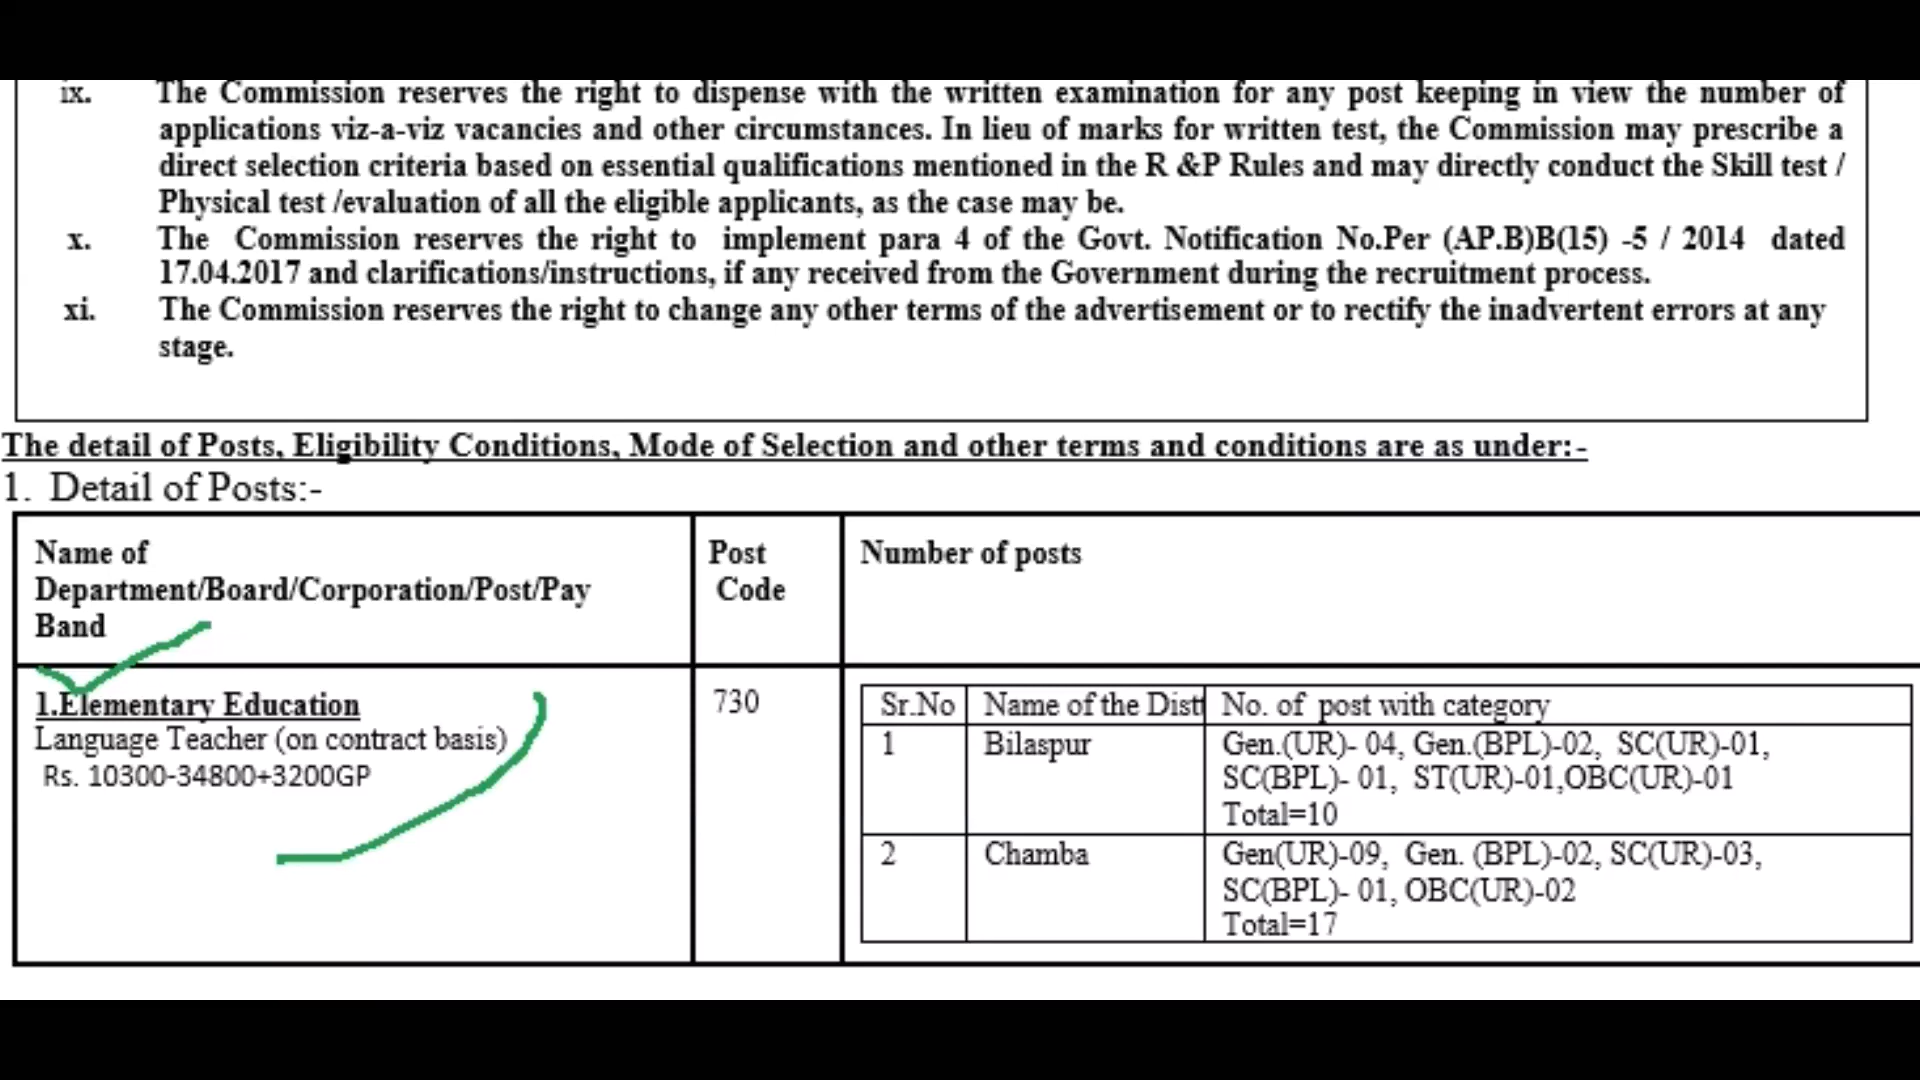 ix. The Commission reserves the right to dispense with the written examination for any post keeping in view the number of
applications viz-a-viz vacancies and other circumstances. In lieu of marks for written test, the Commission may prescribe a
direct selection criteria based on essential qualifications mentioned in the R &P Rules and may directly conduct the Skill test /
Physical test /evaluation of all the eligible applicants, as the case may be.
x. The Commission reserves the right to implement para 4 of the Govt. Notification No.Per (AP.B)B(15) -5 / 2014 dated
17.04.2017 and clarifications/instructions, if any received from the Government during the recruitment process.
xi. The Commission reserves the right to change any other terms of the advertisement or to rectify the inadvertent errors at any
stage.
The detail of Posts, Eligibility Conditions, Mode of Selection and other terms and conditions are as under:-
1. Detail of Posts:-
Name of
Department/Board/Corporation/Post/Pay
Band
Post
Code
Number of posts
1.Elementary Education
Language Teacher (on contract basis)
Rs. 10300-34800+3200GP
730
Sr.No Name of the Distt No. of post with category
1 Bilaspur Gen.(UR)- 04, Gen.(BPL)-02, SC(UR)-01,
SC(BPL)- 01, ST(UR)-01,OBC(UR)-01
Total=10
2 Chamba Gen(UR)-09, Gen. (BPL)-02, SC(UR)-03,
SC(BPL)- 01, OBC(UR)-02
Total=17